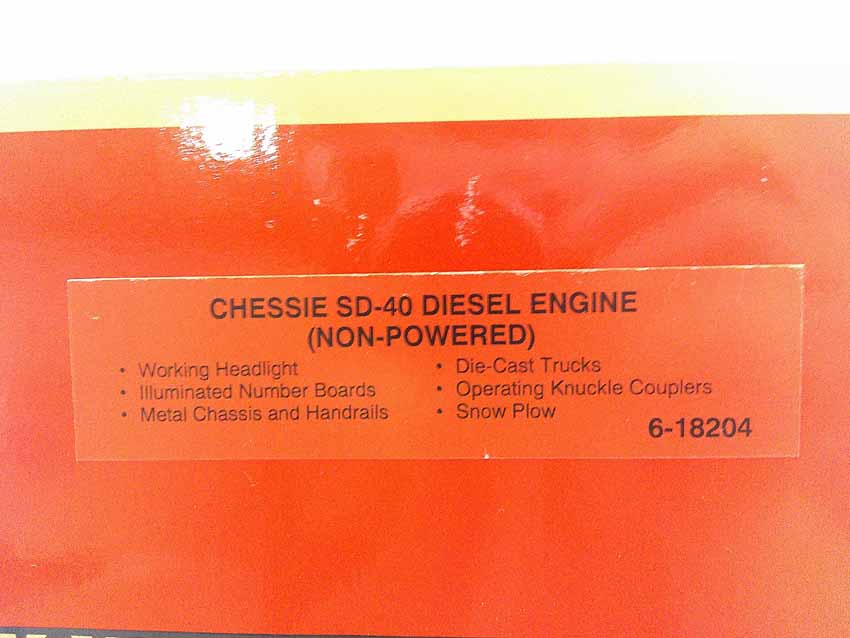 CHESSIE SD-40 DIESEL ENGINE
(NON-POWERED)
• Working Headlight
• Illuminated Number Boards
• Metal Chassis and Handrails
• Die-Cast Trucks
• Operating Knuckle Couplers
• Snow Plow
6-18204